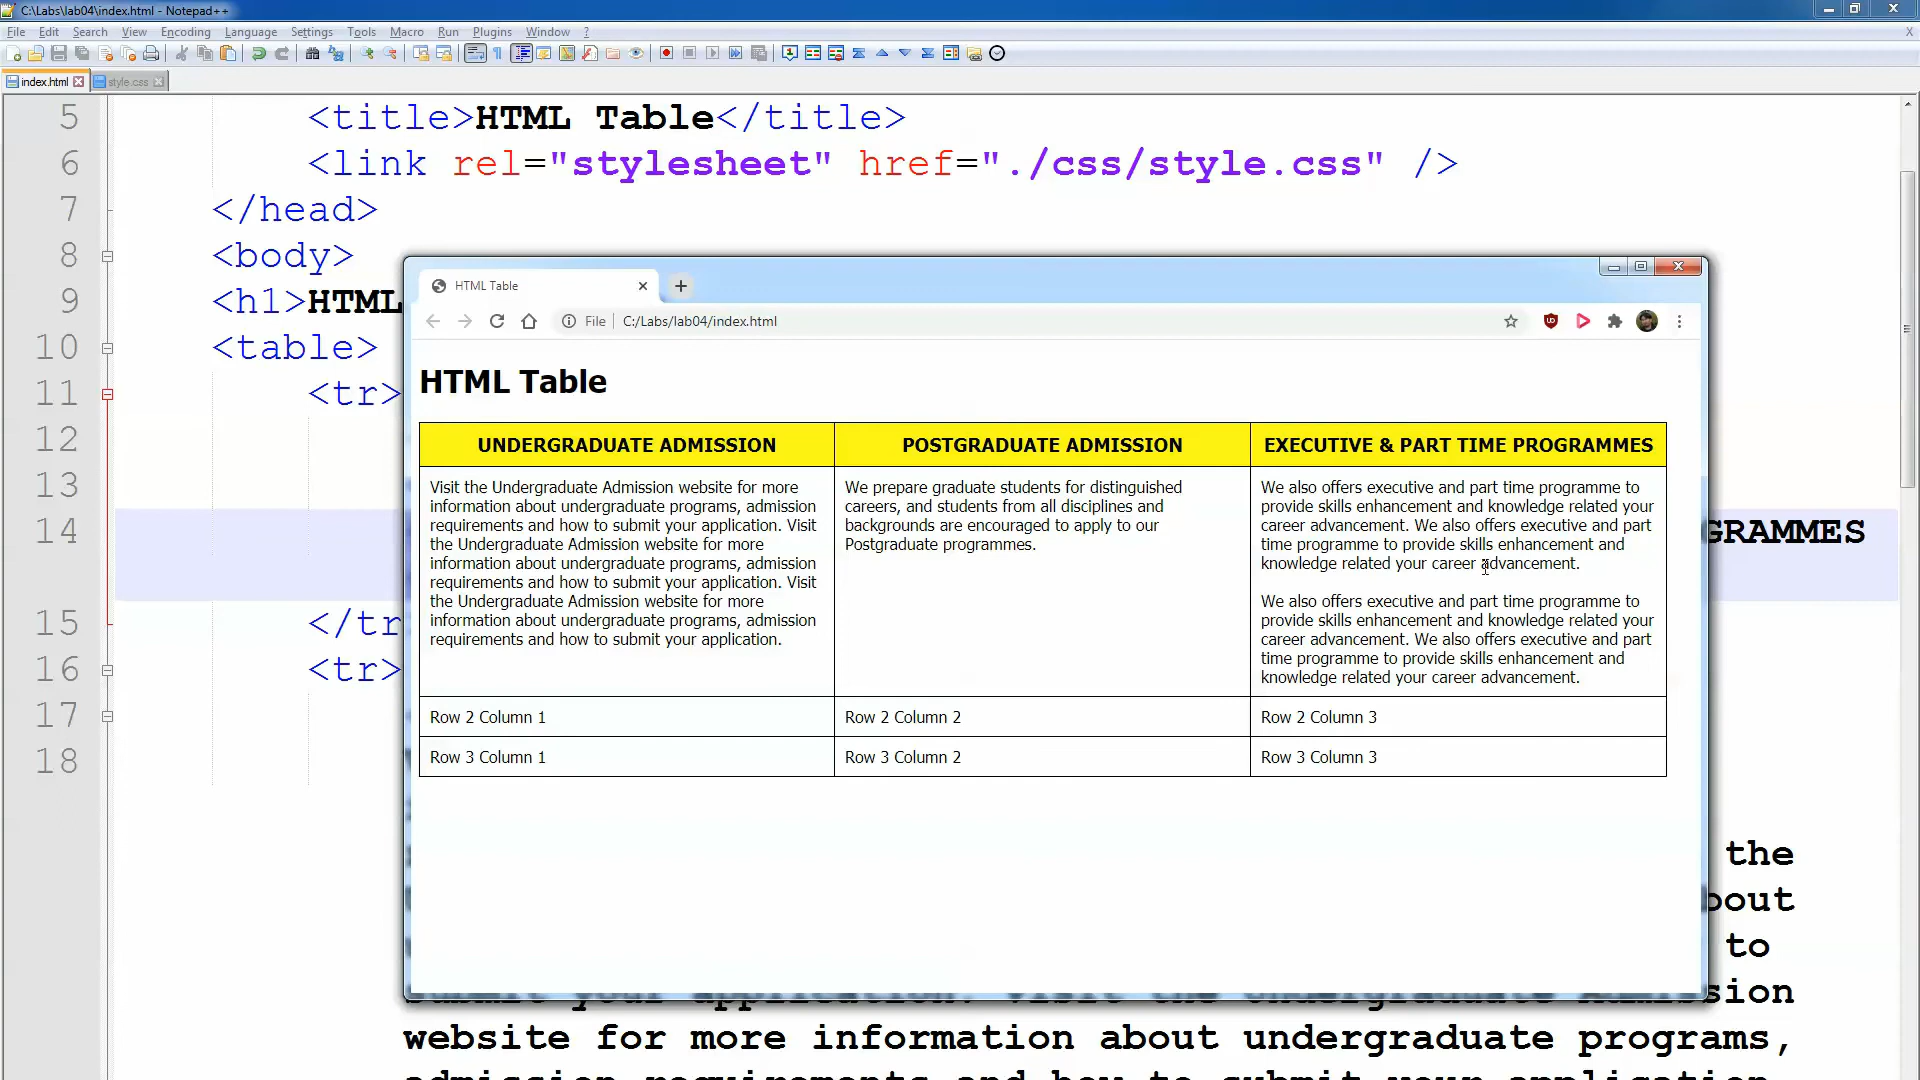 C:\Labs\lab04\index.html - Notepad++
File Edit Search View Encoding Language Settings Tools Macro Run Plugins Window ? X
index.html style.css
5 <title>HTML Table</title>
6 <link rel="stylesheet" href="./css/style.css" />
7 </head>
8 <body>
9 <h1>HTML
10 <table>
11 <tr>
12
13
14 GRAMMES
15 </tr
16 <tr>
17
18
the
bout
to
sion
website for more information about undergraduate programs,
admission requirements and how to submit your application.
HTML Table
File C:/Labs/lab04/index.html
HTML Table
UNDERGRADUATE ADMISSION
POSTGRADUATE ADMISSION
EXECUTIVE & PART TIME PROGRAMMES
Visit the Undergraduate Admission website for more
information about undergraduate programs, admission
requirements and how to submit your application. Visit
the Undergraduate Admission website for more
information about undergraduate programs, admission
requirements and how to submit your application. Visit
the Undergraduate Admission website for more
information about undergraduate programs, admission
requirements and how to submit your application.
We prepare graduate students for distinguished
careers, and students from all disciplines and
backgrounds are encouraged to apply to our
Postgraduate programmes.
We also offers executive and part time programme to
provide skills enhancement and knowledge related your
career advancement. We also offers executive and part
time programme to provide skills enhancement and
knowledge related your career advancement.
We also offers executive and part time programme to
provide skills enhancement and knowledge related your
career advancement. We also offers executive and part
time programme to provide skills enhancement and
knowledge related your career advancement.
Row 2 Column 1
Row 2 Column 2
Row 2 Column 3
Row 3 Column 1
Row 3 Column 2
Row 3 Column 3